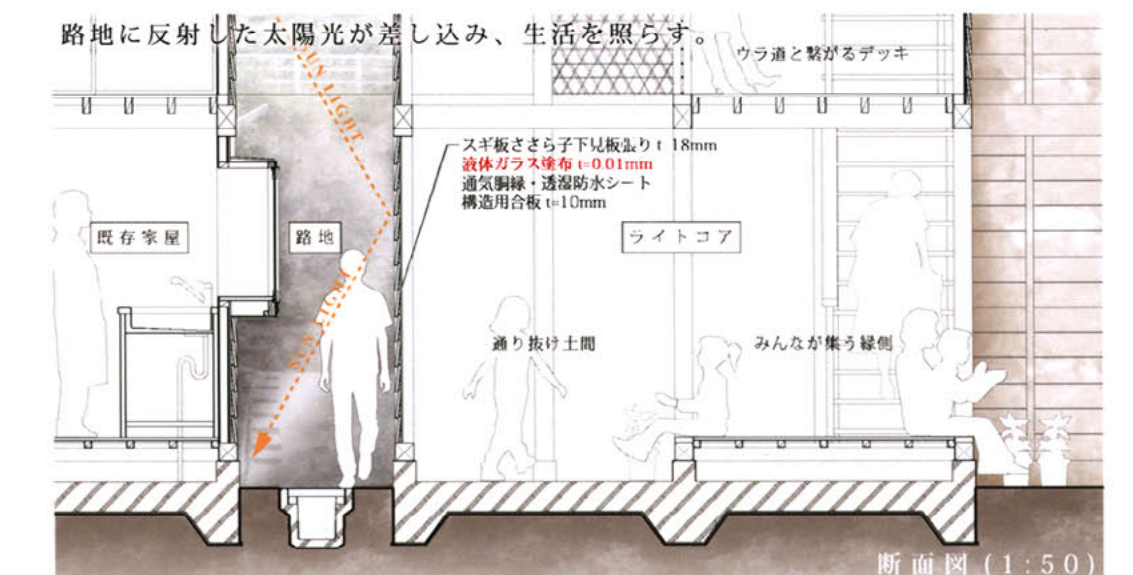 路地に反射した太陽光が差し込み、生活を照らす。
ウラ道と繋がるデッキ
SUN LIGHT
スギ板ささら子下見板張り t 18mm
液体ガラス塗布 t=0.01mm
通気胴縁・透湿防水シート
構造用合板 t=10mm
既存家屋
路地
ライトコア
SUN LIGHT
通り抜け土間
みんなが集う縁側
断面図 (1:50)